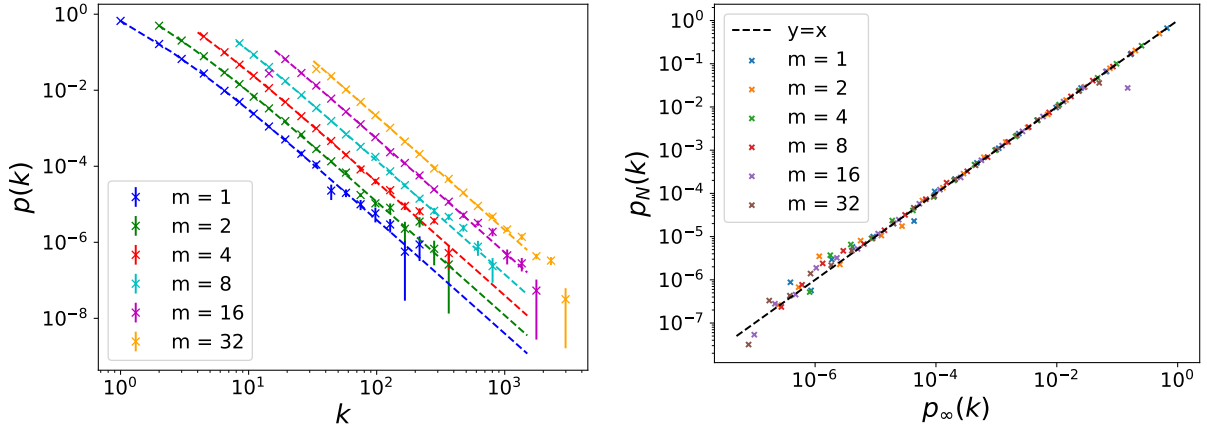 p(k)
10^0
10^{-2}
10^{-4}
10^{-6}
10^{-8}
m = 1
m = 2
m = 4
m = 8
m = 16
m = 32
10^0
10^1
10^2
10^3
k
p_N(k)
10^0
10^{-1}
10^{-2}
10^{-3}
10^{-4}
10^{-5}
10^{-6}
10^{-7}
y=x
m = 1
m = 2
m = 4
m = 8
m = 16
m = 32
10^{-6}
10^{-4}
10^{-2}
10^0
p_∞(k)